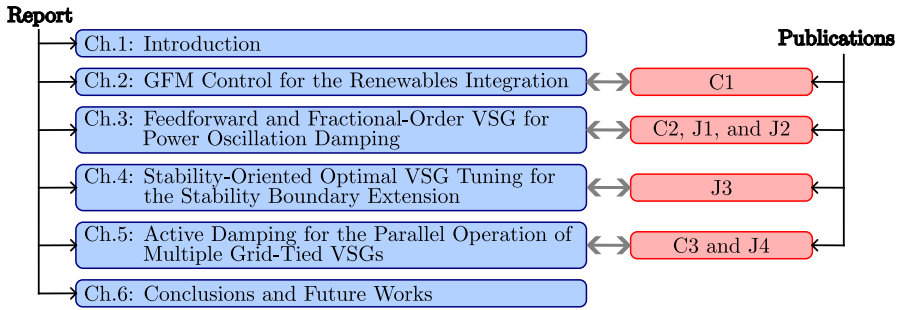 Report
Publications
Ch.1: Introduction
Ch.2: GFM Control for the Renewables Integration
C1
Ch.3: Feedforward and Fractional-Order VSG for
Power Oscillation Damping
C2, J1, and J2
Ch.4: Stability-Oriented Optimal VSG Tuning for
the Stability Boundary Extension
J3
Ch.5: Active Damping for the Parallel Operation of
Multiple Grid-Tied VSGs
C3 and J4
Ch.6: Conclusions and Future Works